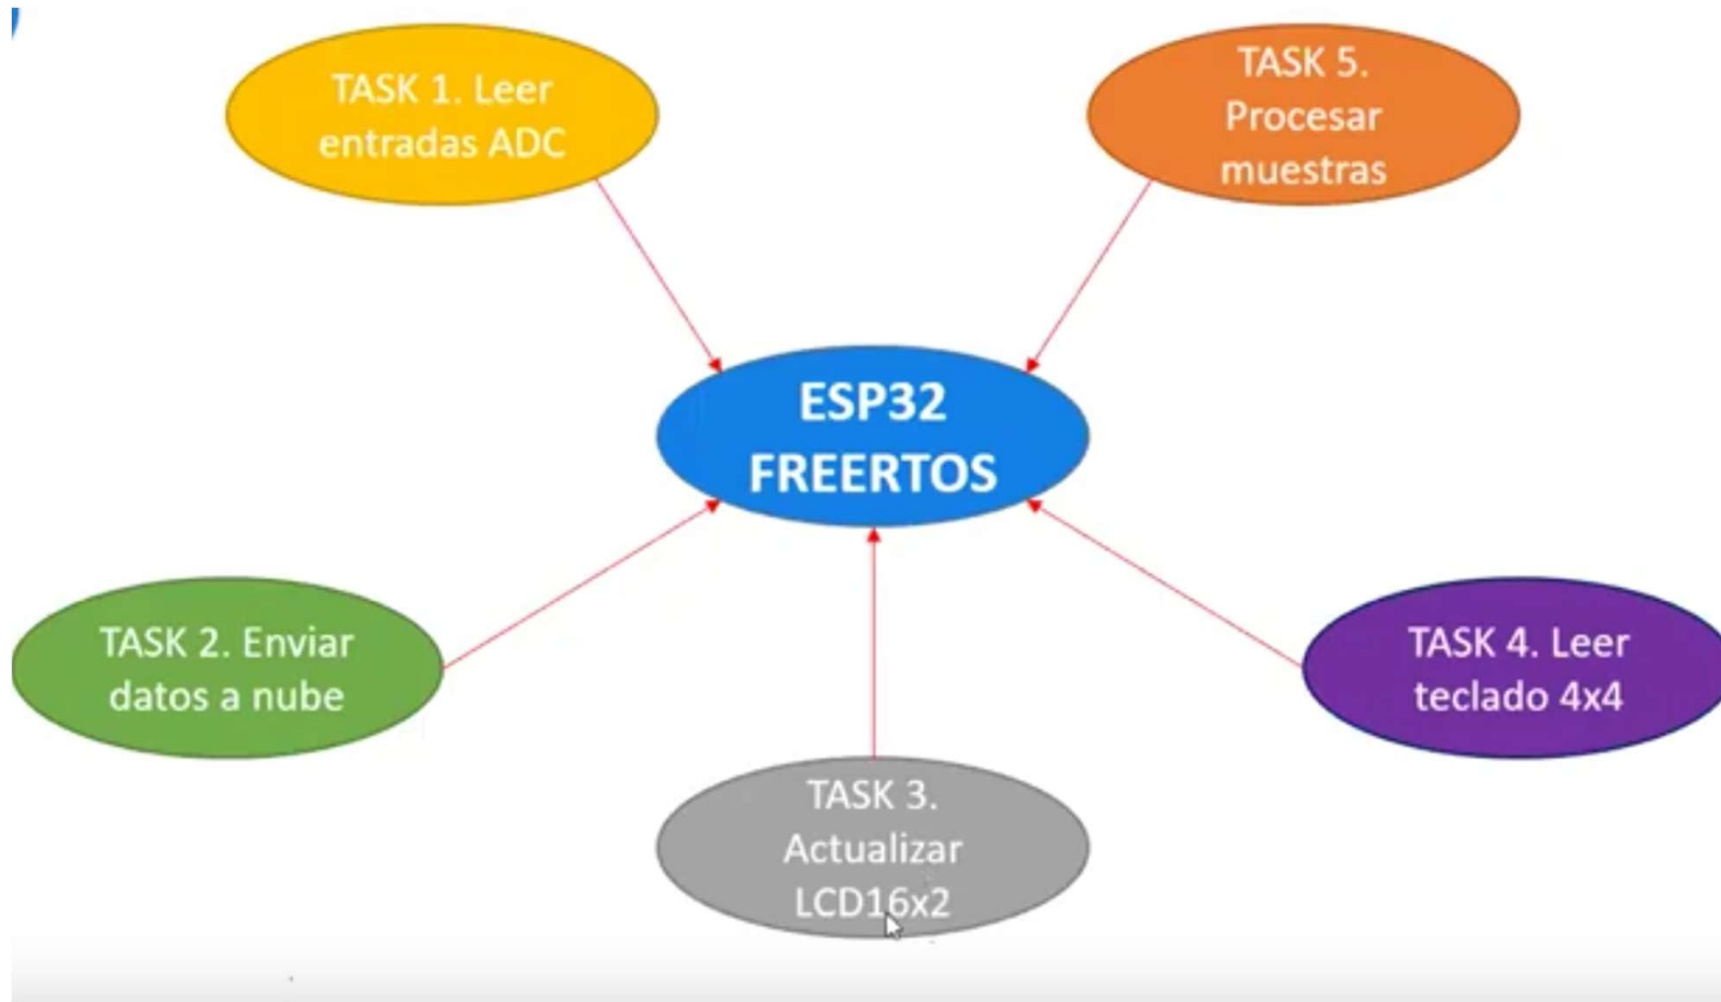 TASK 1. Leer
entradas ADC
TASK 5.
Procesar
muestras
ESP32
FREERTOS
TASK 2. Enviar
datos a nube
TASK 4. Leer
teclado 4x4
TASK 3.
Actualizar
LCD16x2